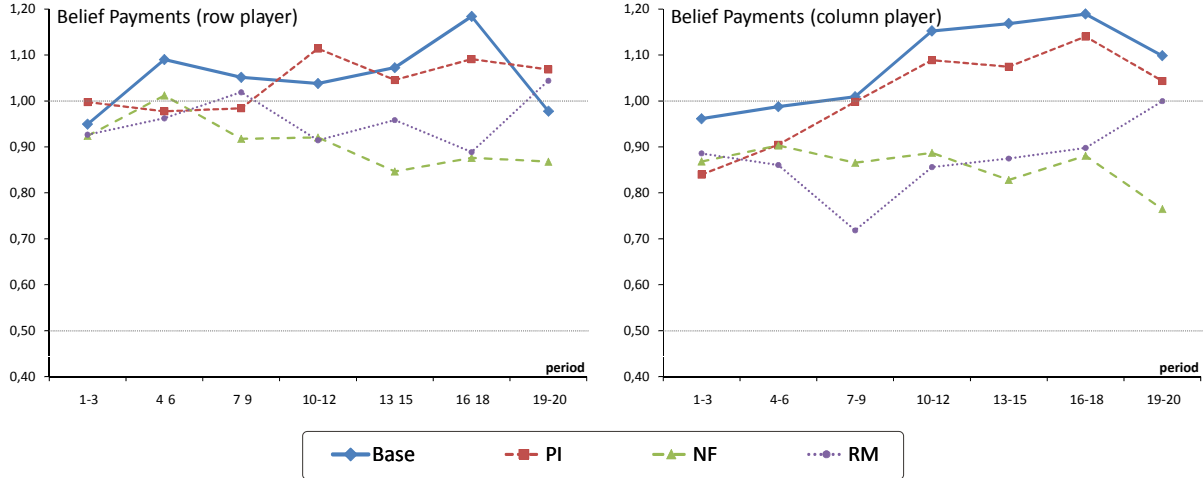 Belief Payments (row player)
1,20
1,10
1,00
0,90
0,80
0,70
0,60
0,50
0,40
period
1-3 4 6 7 9 10-12 13 15 16 18 19-20
Belief Payments (column player)
1,20
1,10
1,00
0,90
0,80
0,70
0,60
0,50
0,40
period
1-3 4-6 7-9 10-12 13-15 16-18 19-20
Base PI NF RM